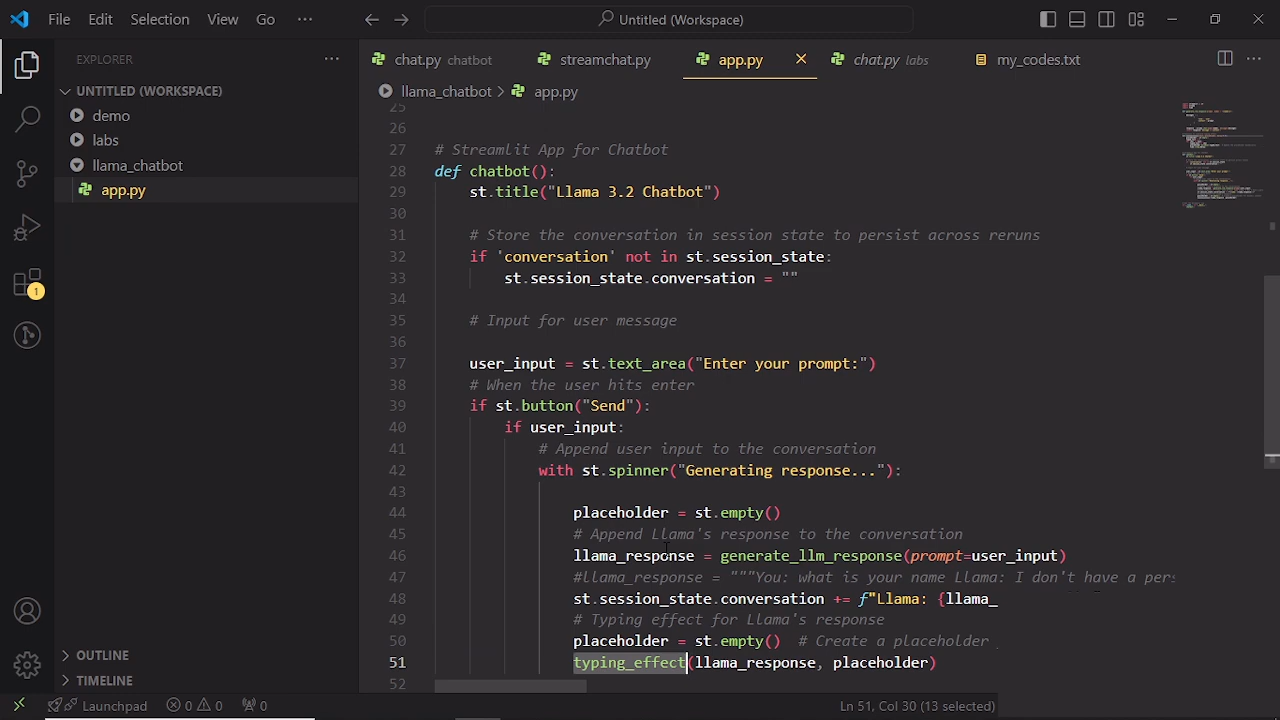 File Edit Selection View Go ···
Untitled (Workspace)
EXPLORER ···
UNTITLED (WORKSPACE)
demo
labs
llama_chatbot
app.py
1
OUTLINE
TIMELINE
chat.py chatbot streamchat.py app.py chat.py labs my_codes.txt ···
llama_chatbot > app.py
25
26
27 # Streamlit App for Chatbot
28 def chatbot():
29 st.title("Llama 3.2 Chatbot")
30
31 # Store the conversation in session state to persist across reruns
32 if 'conversation' not in st.session_state:
33 st.session_state.conversation = ""
34
35 # Input for user message
36
37 user_input = st.text_area("Enter your prompt:")
38 # When the user hits enter
39 if st.button("Send"):
40 if user_input:
41 # Append user input to the conversation
42 with st.spinner("Generating response..."):
43
44 placeholder = st.empty()
45 # Append Llama's response to the conversation
46 llama_response = generate_llm_response(prompt=user_input)
47 #llama_response = """You: what is your name Llama: I don't have a pers
48 st.session_state.conversation += f"Llama: {llama_
49 # Typing effect for Llama's response
50 placeholder = st.empty() # Create a placeholder
51 typing_effect(llama_response, placeholder)
52
Launchpad 0 0 0 Ln 51, Col 30 (13 selected)